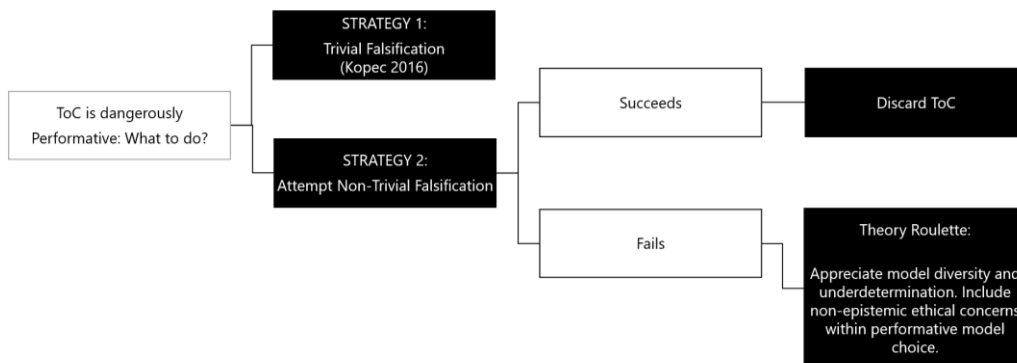 ToC is dangerously
Performative: What to do?
STRATEGY 1:
Trivial Falsification
(Kopec 2016)
STRATEGY 2:
Attempt Non-Trivial Falsification
Succeeds
Discard ToC
Fails
Theory Roulette:
Appreciate model diversity and
underdetermination. Include
non-epistemic ethical concerns
within performative model
choice.